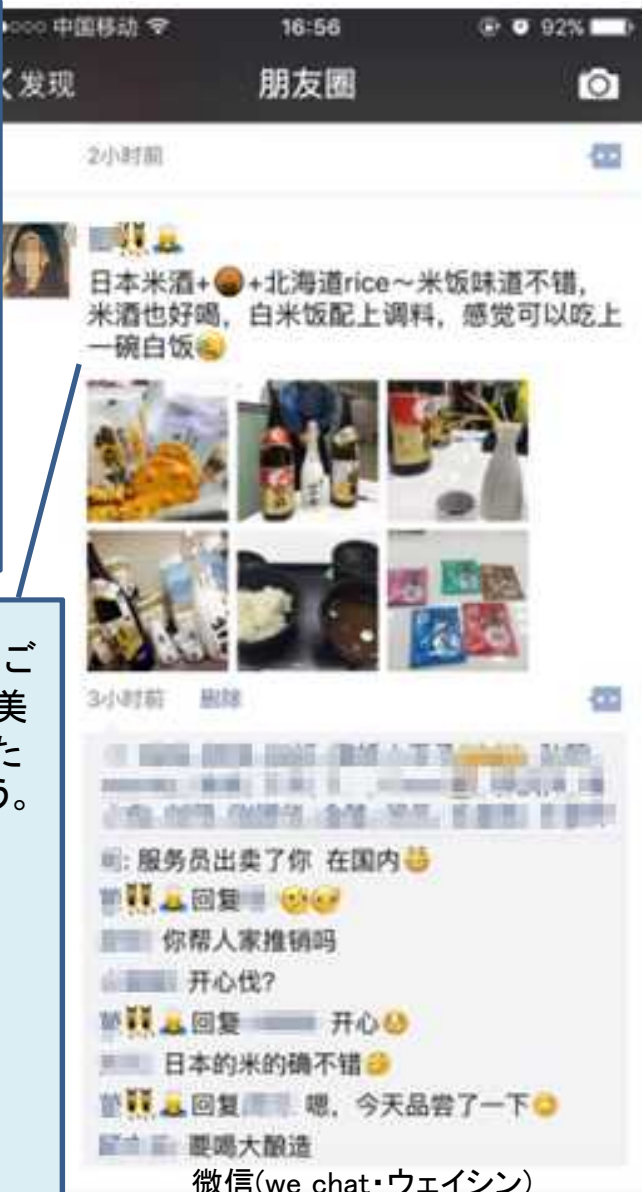 中国移动 16:56 92%
发现 朋友圈
2小时前
日本米酒+ +北海道rice～米饭味道不错,
米酒也好喝，白米饭配上调料，感觉可以吃上
一碗白饭
ご
美
た
う。
3小时前 删除
: 服务员出卖了你 在国内
回复
你帮人家推销吗
开心伐?
回复 开心
日本的米的确不错
回复 嗯，今天品尝了一下
要喝大酿造
微信(we chat・ウェイシン)